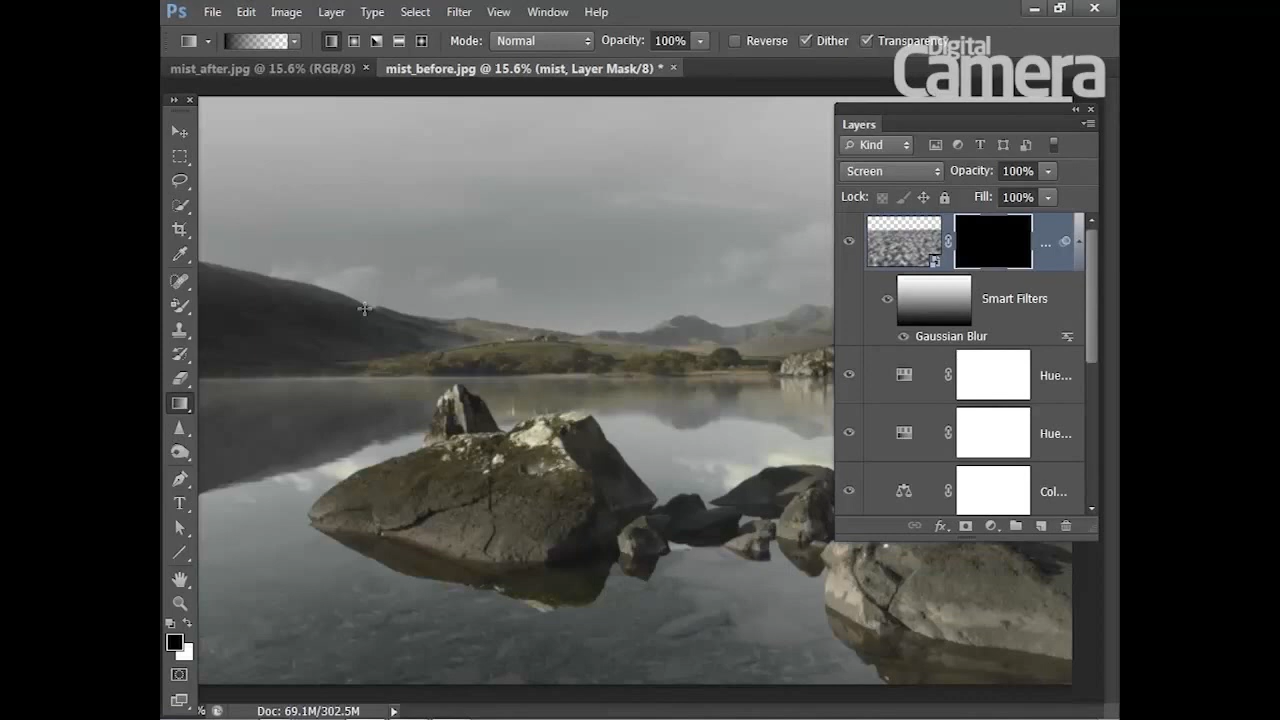 Ps File Edit Image Layer Type Select Filter View Window Help
Mode: Normal Opacity: 100% Reverse Dither Transparency
Digital
Camera
mist_after.jpg @ 15.6% (RGB/8) × mist_before.jpg @ 15.6% (mist, Layer Mask/8) * ×
Layers
Kind
Screen Opacity: 100%
Lock: Fill: 100%
...
Smart Filters
Gaussian Blur
Hue...
Hue...
Col...
% Doc: 69.1M/302.5M